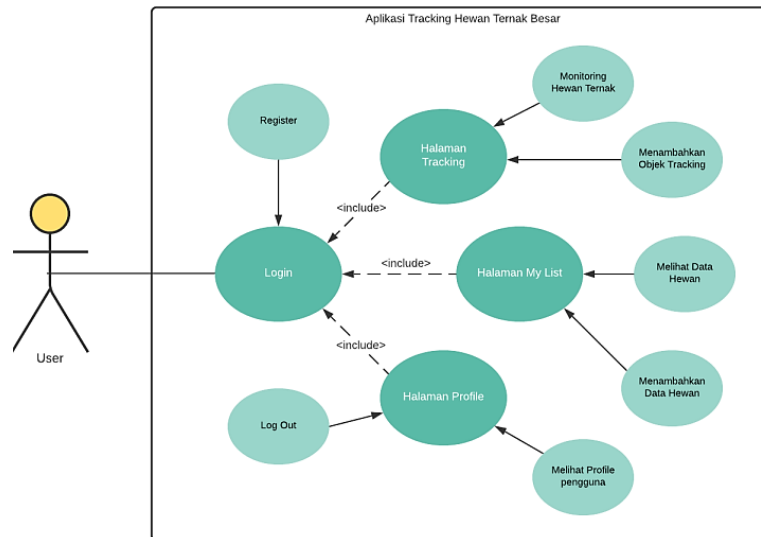 Aplikasi Tracking Hewan Ternak Besar
Monitoring
Hewan Ternak
Register
Halaman
Tracking
Menambahkan
Objek Tracking
<include>
Login
<include>
Halaman My List
Melihat Data
Hewan
User
<include>
Halaman Profile
Menambahkan
Data Hewan
Log Out
Melihat Profile
pengguna